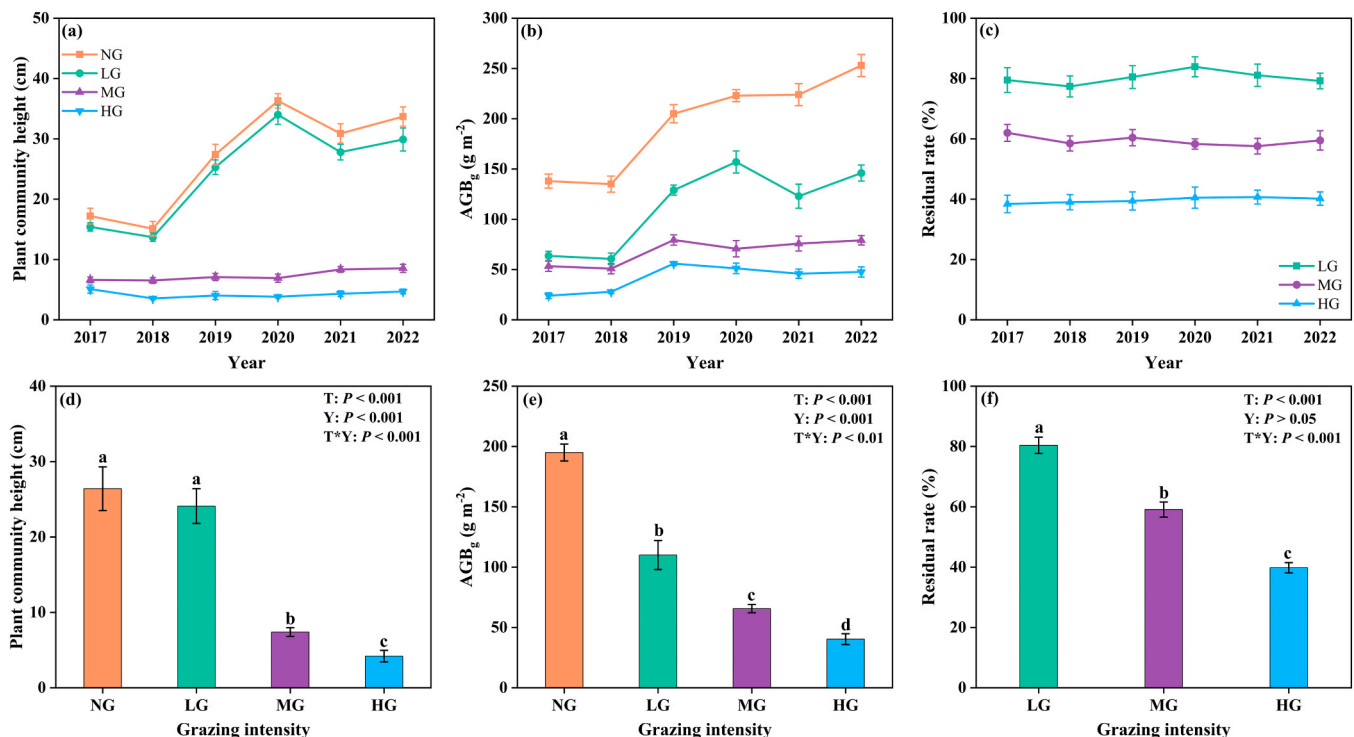 (a)
NG
LG
MG
HG
50
40
30
20
10
0
Plant community height (cm)
2017 2018 2019 2020 2021 2022
Year
(b)
300
250
200
150
100
50
0
AGBg (g m⁻²)
2017 2018 2019 2020 2021 2022
Year
(c)
100
80
60
40
20
0
Residual rate (%)
LG
MG
HG
2017 2018 2019 2020 2021 2022
Year
(d)
T: P < 0.001
Y: P < 0.001
T*Y: P < 0.001
40
30
20
10
0
Plant community height (cm)
a a b c
NG LG MG HG
Grazing intensity
(e)
T: P < 0.001
Y: P < 0.001
T*Y: P < 0.01
250
200
150
100
50
0
AGBg (g m⁻²)
a b c d
NG LG MG HG
Grazing intensity
(f)
T: P < 0.001
Y: P > 0.05
T*Y: P < 0.001
100
80
60
40
20
0
Residual rate (%)
a b c
LG MG HG
Grazing intensity